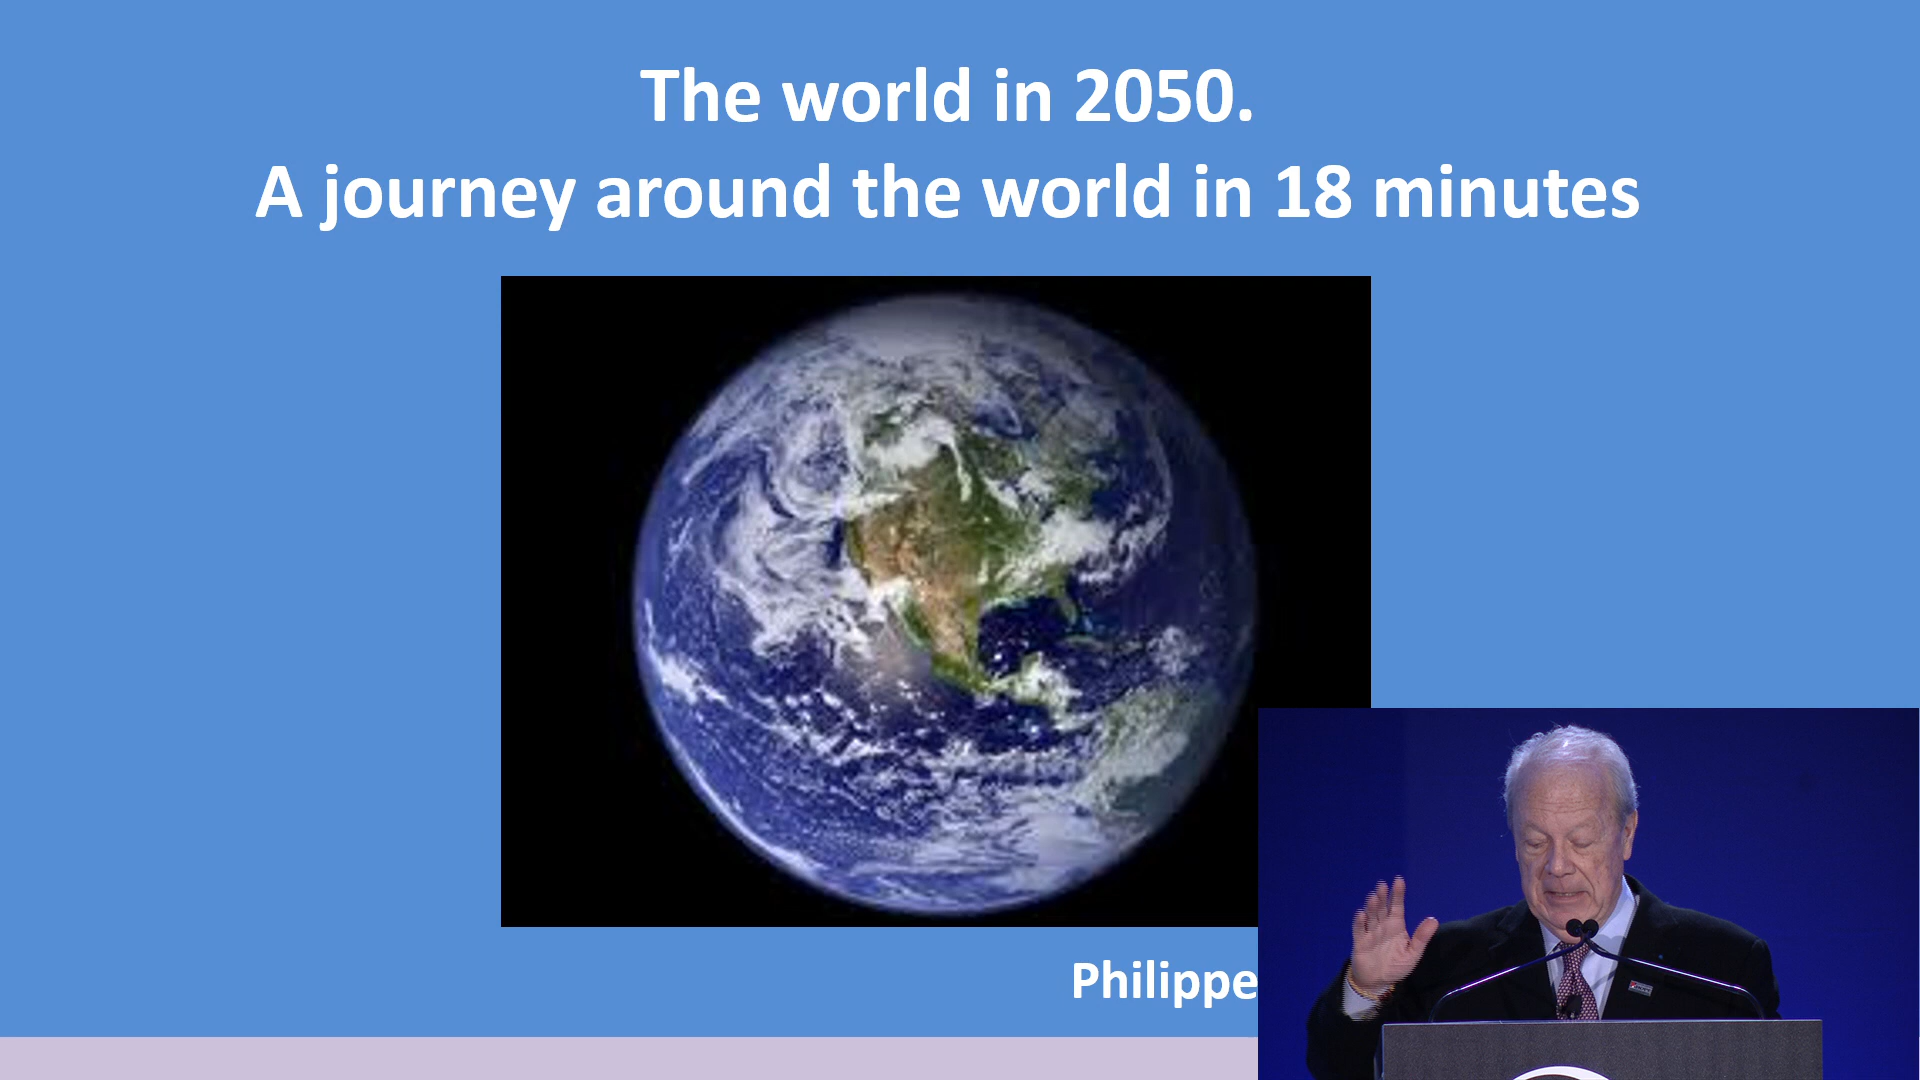 The world in 2050.
A journey around the world in 18 minutes
Philippe